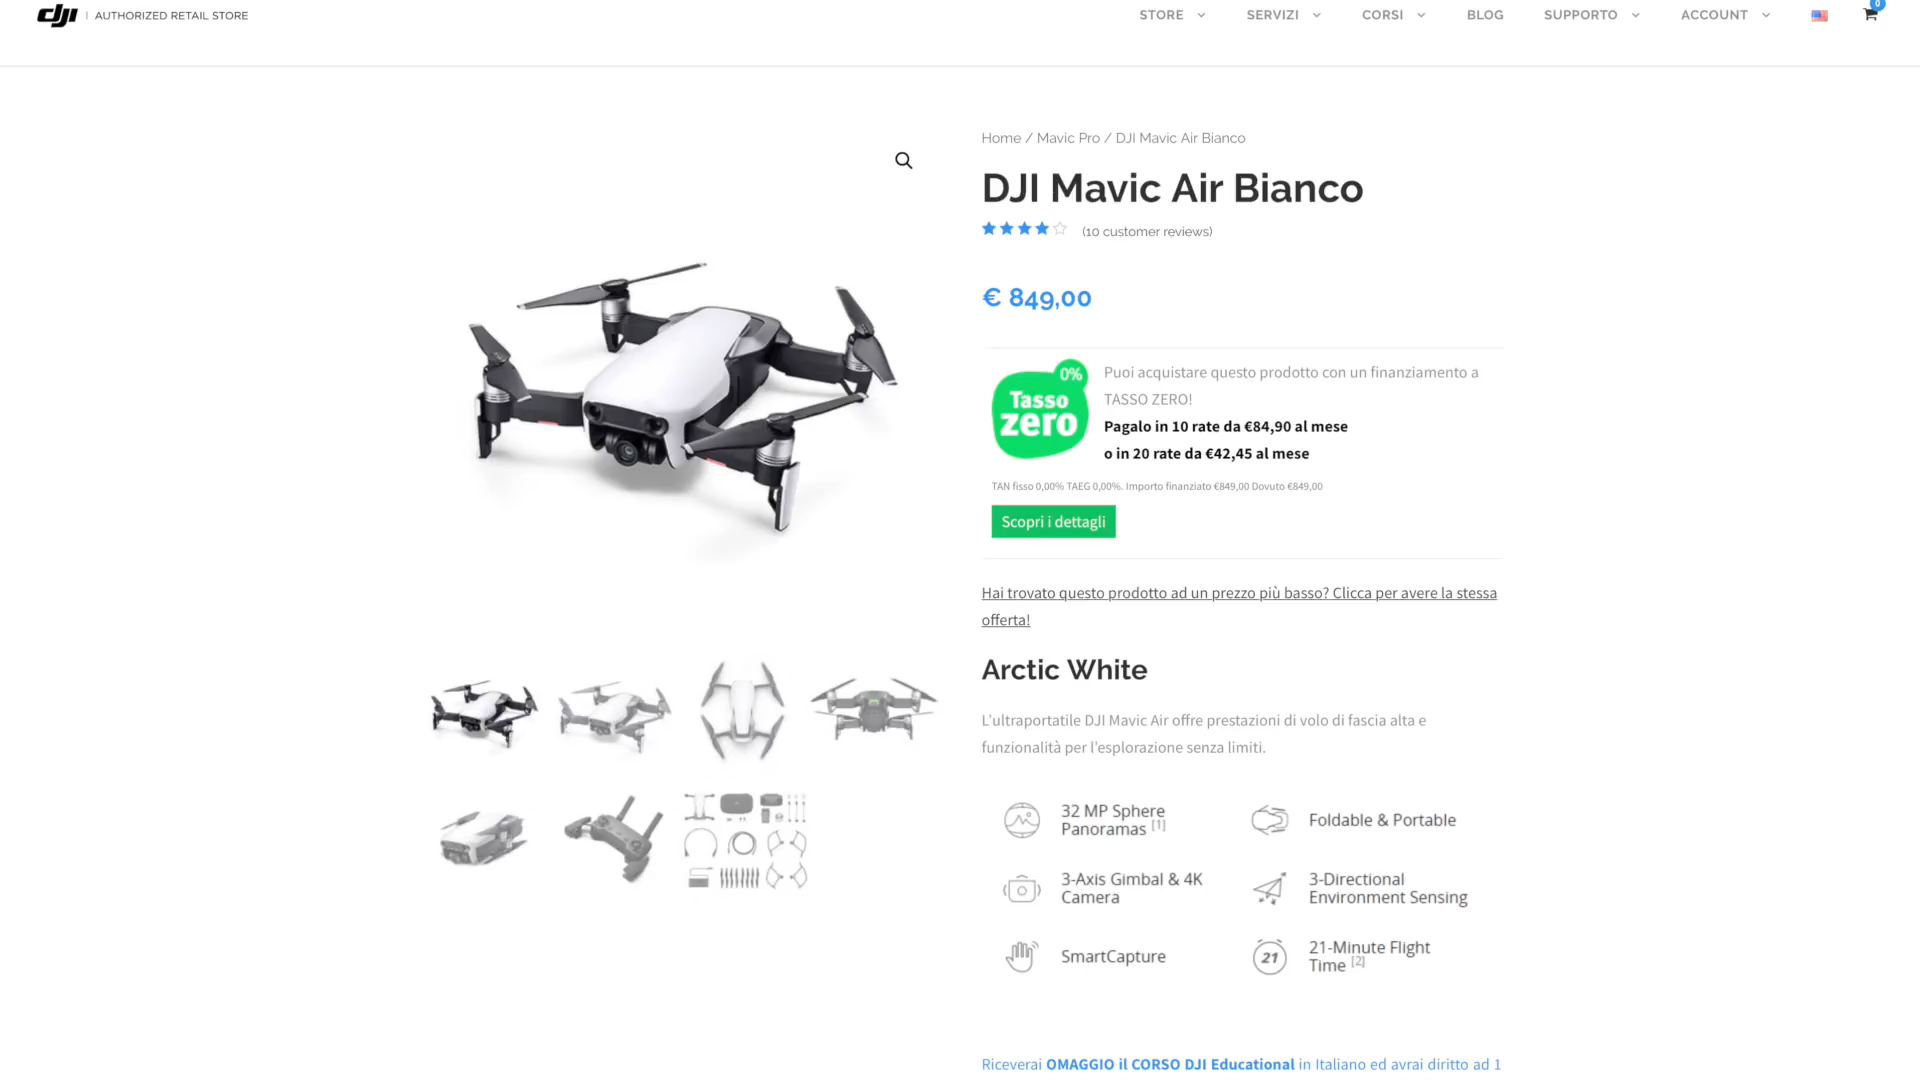 dji AUTHORIZED RETAIL STORE
STORE SERVIZI CORSI BLOG SUPPORTO ACCOUNT 0
Home / Mavic Pro / DJI Mavic Air Bianco
DJI Mavic Air Bianco
(10 customer reviews)
€ 849,00
0%
Tasso
zero
Puoi acquistare questo prodotto con un finanziamento a
TASSO ZERO!
Pagalo in 10 rate da €84,90 al mese
o in 20 rate da €42,45 al mese
TAN fisso 0,00% TAEG 0,00%. Importo finanziato €849,00 Dovuto €849,00
Scopri i dettagli
Hai trovato questo prodotto ad un prezzo più basso? Clicca per avere la stessa
offerta!
Arctic White
L'ultraportatile DJI Mavic Air offre prestazioni di volo di fascia alta e
funzionalità per l'esplorazione senza limiti.
32 MP Sphere
Panoramas [1]
Foldable & Portable
3-Axis Gimbal & 4K
Camera
3-Directional
Environment Sensing
SmartCapture
21
21-Minute Flight
Time [2]
Riceverai OMAGGIO il CORSO DJI Educational in Italiano ed avrai diritto ad 1